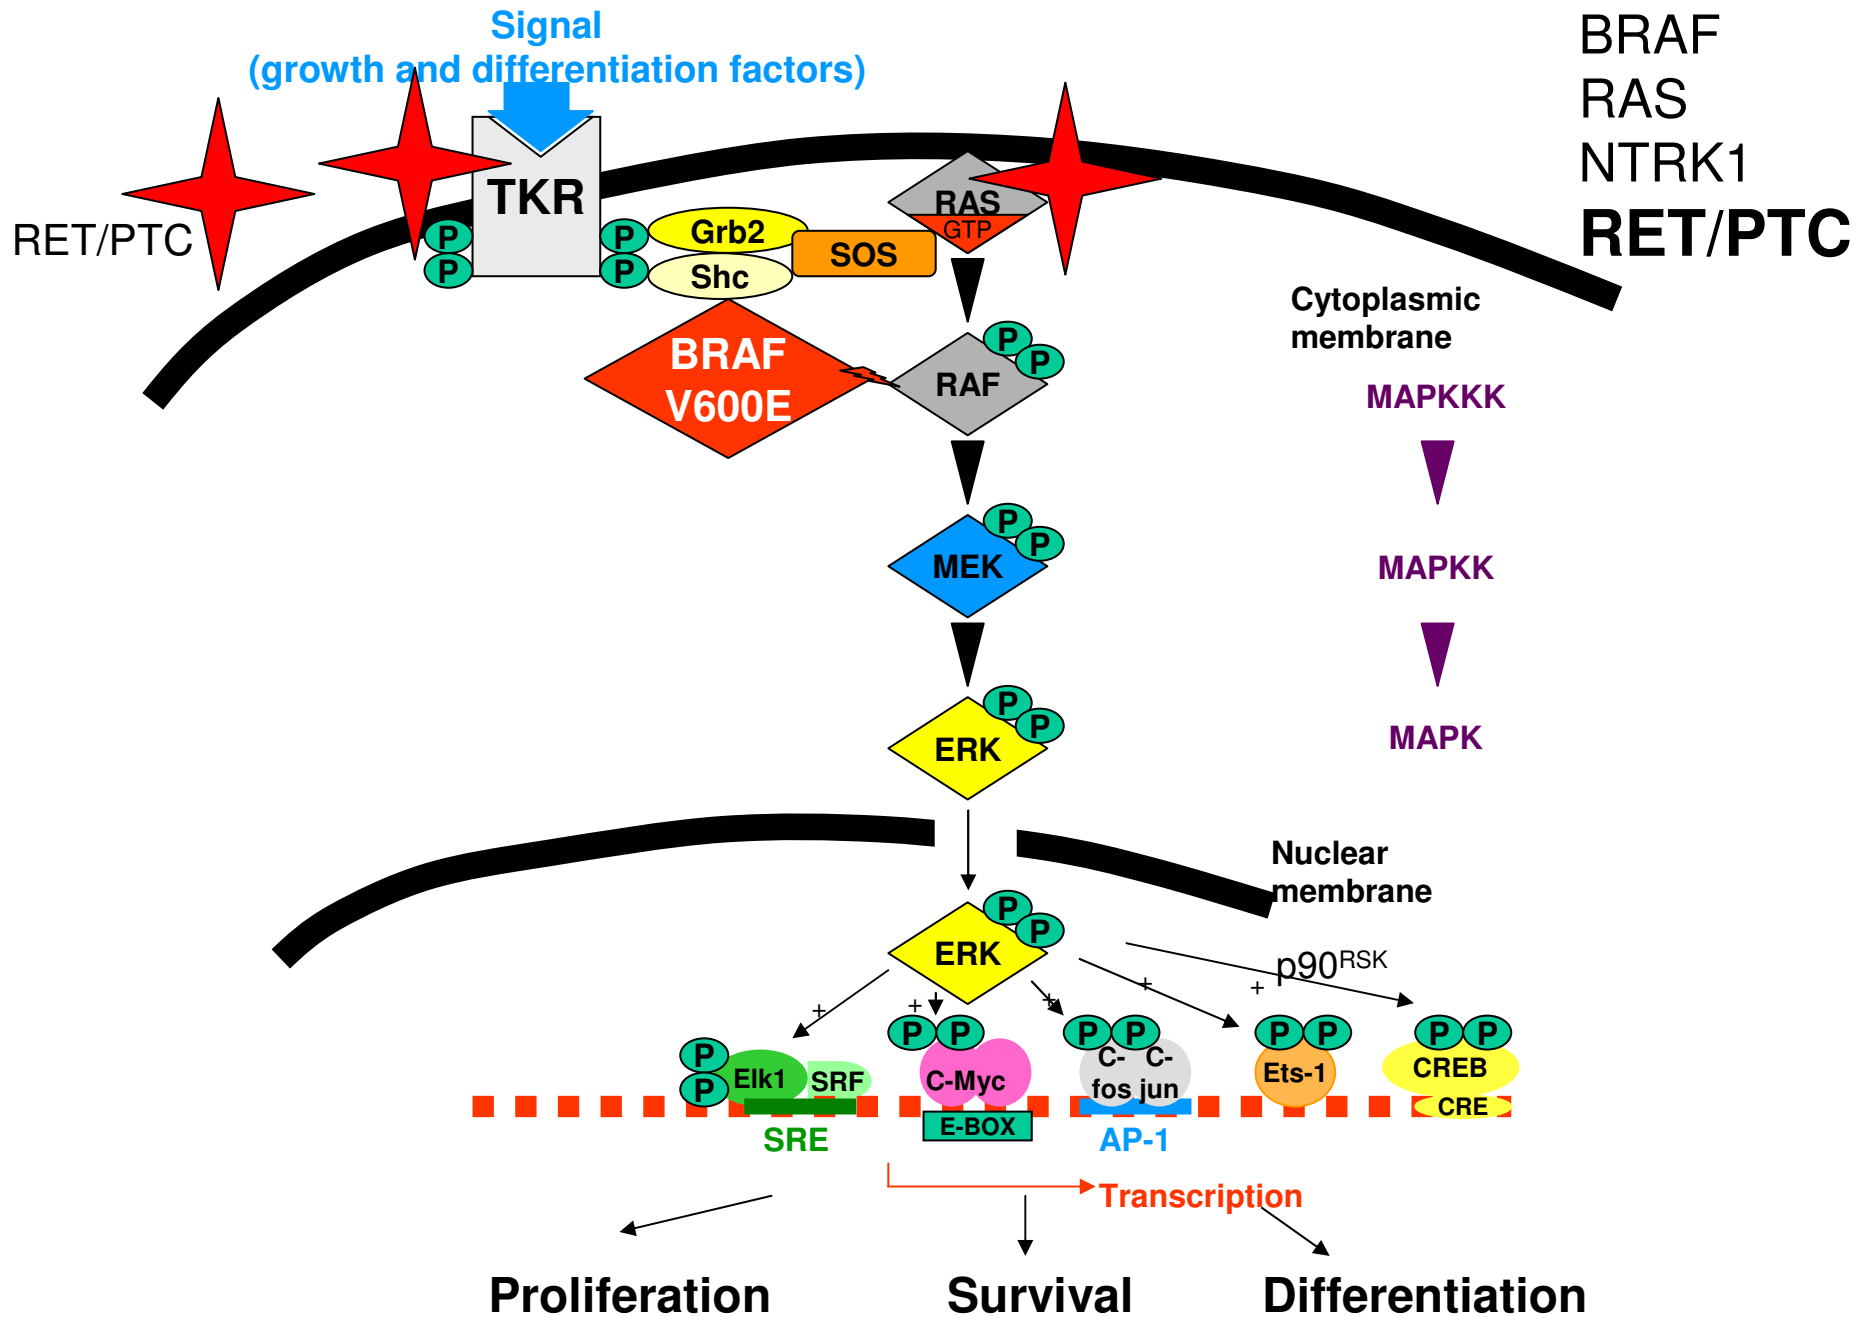 Signal
(growth and differentiation factors)
BRAF
RAS
NTRK1
RET/PTC
RET/PTC
TKR
P
P
P
P
Grb2
Shc
SOS
RAS
GTP
Cytoplasmic
membrane
BRAF
V600E
RAF
P
P
MAPKKK
MEK
P
P
MAPKK
ERK
P
P
MAPK
Nuclear
membrane
ERK
P
P
p90RSK
+
+
+
+
+
P
P
Elk1
SRF
SRE
P
P
C-Myc
E-BOX
P
P
C- C-
fos jun
AP-1
P
P
Ets-1
P
P
CREB
CRE
Transcription
Proliferation
Survival
Differentiation